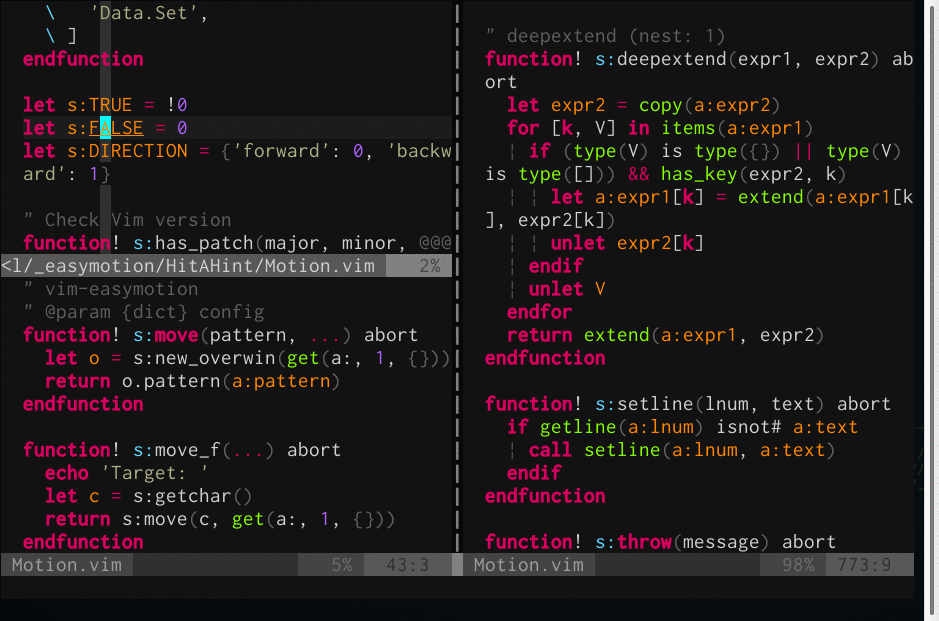 \   'Data.Set',
\ ]
endfunction

let s:TRUE = !0
let s:FALSE = 0
let s:DIRECTION = {'forward': 0, 'backw
ard': 1}

" Check Vim version
function! s:has_patch(major, minor, @@@
<l/_easymotion/HitAHint/Motion.vim 2%
" vim-easymotion
" @param {dict} config
function! s:move(pattern, ...) abort
  let o = s:new_overwin(get(a:, 1, {}))
  return o.pattern(a:pattern)
endfunction

function! s:move_f(...) abort
  echo 'Target: '
  let c = s:getchar()
  return s:move(c, get(a:, 1, {}))
endfunction
Motion.vim 5% 43:3
" deepextend (nest: 1)
function! s:deepextend(expr1, expr2) ab
ort
  let expr2 = copy(a:expr2)
  for [k, V] in items(a:expr1)
  ¦ if (type(V) is type({}) || type(V)
is type([])) && has_key(expr2, k)
  ¦ ¦ let a:expr1[k] = extend(a:expr1[k
], expr2[k])
  ¦ ¦ unlet expr2[k]
  ¦ endif
  ¦ unlet V
  endfor
  return extend(a:expr1, expr2)
endfunction

function! s:setline(lnum, text) abort
  if getline(a:lnum) isnot# a:text
  ¦ call setline(a:lnum, a:text)
  endif
endfunction

function! s:throw(message) abort
Motion.vim 98% 773:9